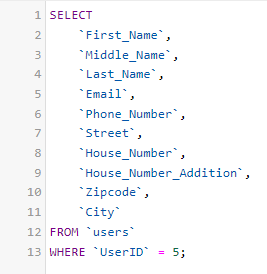 1 SELECT
2 `First_Name`,
3 `Middle_Name`,
4 `Last_Name`,
5 `Email`,
6 `Phone_Number`,
7 `Street`,
8 `House_Number`,
9 `House_Number_Addition`,
10 `Zipcode`,
11 `City`
12 FROM `users`
13 WHERE `UserID` = 5;